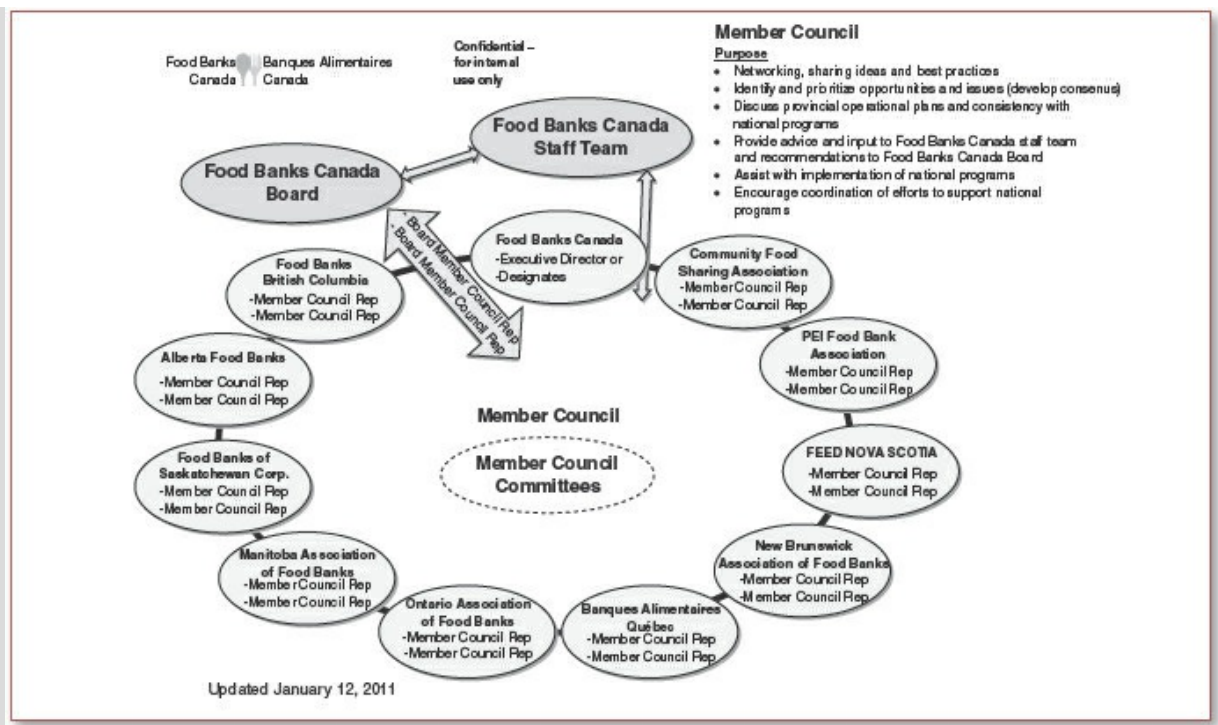 Food Banks Banques Alimentaires
Canada Canada
Confidential –
for internal
use only
Member Council
Purpose
• Networking, sharing ideas and best practices
• Identify and prioritize opportunities and issues (develop consenus)
• Discuss provincial operational plans and consistency with
national programs
• Provide advice and input to Food Banks Canada staff team
and recommendations to Food Banks Canada Board
• Assist with implementation of national programs
• Encourage coordination of efforts to support national
programs
Food Banks Canada
Staff Team
Food Banks Canada
Board
- Board Member Council Rep
- Board Member Council Rep
Food Banks Canada
-Executive Director or
-Designates
Community Food
Sharing Association
-Member Council Rep
-Member Council Rep
Food Banks
British Columbia
-Member Council Rep
-Member Council Rep
PEI Food Bank
Association
-Member Council Rep
-Member Council Rep
Alberta Food Banks
-Member Council Rep
-Member Council Rep
Member Council
Member Council
Committees
FEED NOVA SCOTIA
-Member Council Rep
-Member Council Rep
Food Banks of
Saskatchewan Corp.
-Member Council Rep
-Member Council Rep
New Brunswick
Association of Food Banks
-Member Council Rep
-Member Council Rep
Manitoba Association
of Food Banks
-Member Council Rep
-Member Council Rep
Ontario Association
of Food Banks
-Member Council Rep
-Member Council Rep
Banques Alimentaires
Québec
-Member Council Rep
-Member Council Rep
Updated January 12, 2011